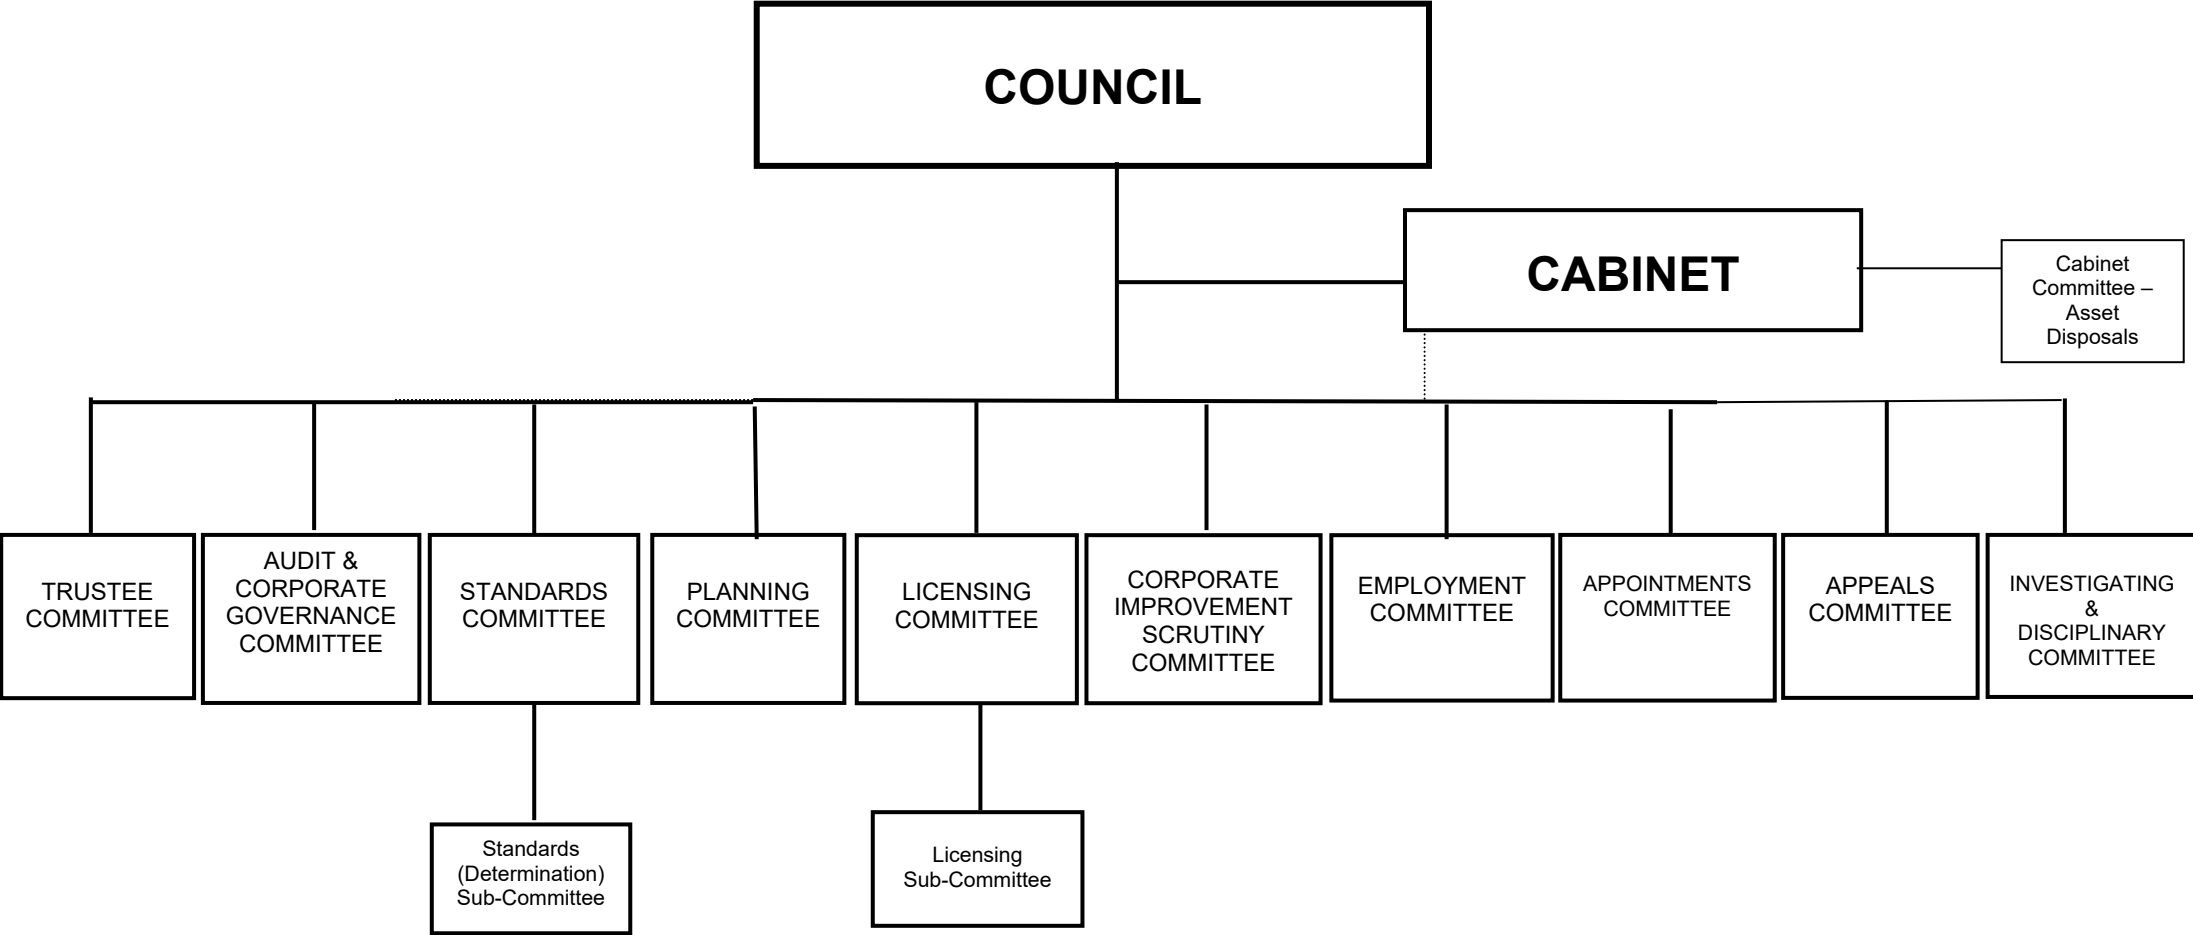 COUNCIL
CABINET
Cabinet
Committee –
Asset
Disposals
TRUSTEE
COMMITTEE
AUDIT &
CORPORATE
GOVERNANCE
COMMITTEE
STANDARDS
COMMITTEE
PLANNING
COMMITTEE
LICENSING
COMMITTEE
CORPORATE
IMPROVEMENT
SCRUTINY
COMMITTEE
EMPLOYMENT
COMMITTEE
APPOINTMENTS
COMMITTEE
APPEALS
COMMITTEE
INVESTIGATING
&
DISCIPLINARY
COMMITTEE
Standards
(Determination)
Sub-Committee
Licensing
Sub-Committee